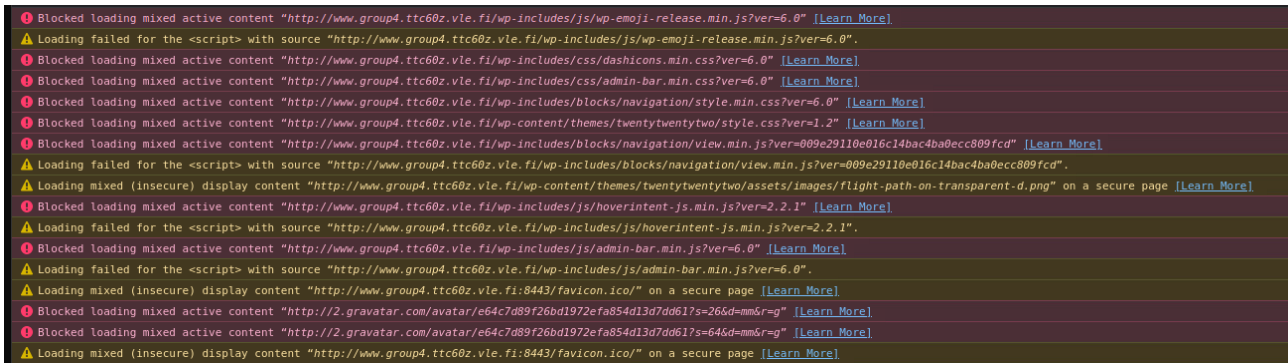 Blocked loading mixed active content “http://www.group4.ttc60z.vle.fi/wp-includes/js/wp-emoji-release.min.js?ver=6.0” [Learn More]
Loading failed for the <script> with source “http://www.group4.ttc60z.vle.fi/wp-includes/js/wp-emoji-release.min.js?ver=6.0”.
Blocked loading mixed active content “http://www.group4.ttc60z.vle.fi/wp-includes/css/dashicons.min.css?ver=6.0” [Learn More]
Blocked loading mixed active content “http://www.group4.ttc60z.vle.fi/wp-includes/css/admin-bar.min.css?ver=6.0” [Learn More]
Blocked loading mixed active content “http://www.group4.ttc60z.vle.fi/wp-includes/blocks/navigation/style.min.css?ver=6.0” [Learn More]
Blocked loading mixed active content “http://www.group4.ttc60z.vle.fi/wp-content/themes/twentytwentytwo/style.css?ver=1.2” [Learn More]
Blocked loading mixed active content “http://www.group4.ttc60z.vle.fi/wp-includes/blocks/navigation/view.min.js?ver=009e29110e016c14bac4ba0ecc809fcd” [Learn More]
Loading failed for the <script> with source “http://www.group4.ttc60z.vle.fi/wp-includes/blocks/navigation/view.min.js?ver=009e29110e016c14bac4ba0ecc809fcd”.
Loading mixed (insecure) display content “http://www.group4.ttc60z.vle.fi/wp-content/themes/twentytwentytwo/assets/images/flight-path-on-transparent-d.png” on a secure page [Learn More]
Blocked loading mixed active content “http://www.group4.ttc60z.vle.fi/wp-includes/js/hoverintent-js.min.js?ver=2.2.1” [Learn More]
Loading failed for the <script> with source “http://www.group4.ttc60z.vle.fi/wp-includes/js/hoverintent-js.min.js?ver=2.2.1”.
Blocked loading mixed active content “http://www.group4.ttc60z.vle.fi/wp-includes/js/admin-bar.min.js?ver=6.0” [Learn More]
Loading failed for the <script> with source “http://www.group4.ttc60z.vle.fi/wp-includes/js/admin-bar.min.js?ver=6.0”.
Loading mixed (insecure) display content “http://www.group4.ttc60z.vle.fi:8443/favicon.ico/” on a secure page [Learn More]
Blocked loading mixed active content “http://2.gravatar.com/avatar/e64c7d89f26bd1972efa854d13d7dd61?s=26&d=mm&r=g” [Learn More]
Blocked loading mixed active content “http://2.gravatar.com/avatar/e64c7d89f26bd1972efa854d13d7dd61?s=64&d=mm&r=g” [Learn More]
Loading mixed (insecure) display content “http://www.group4.ttc60z.vle.fi:8443/favicon.ico/” on a secure page [Learn More]